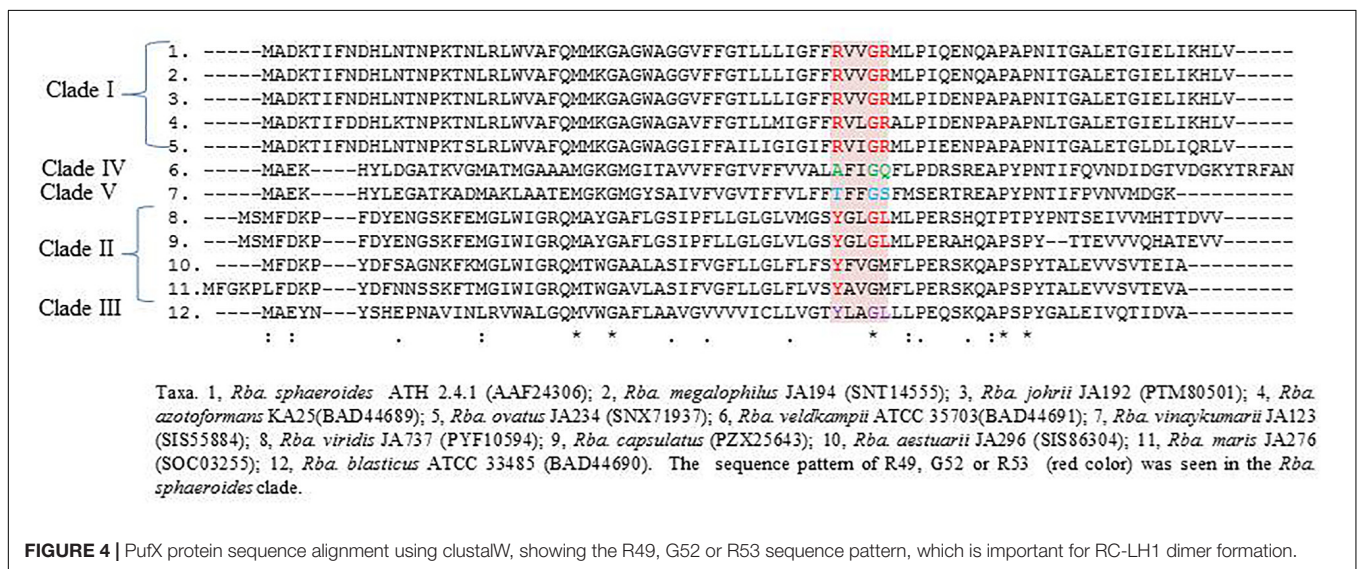 Clade I
1. -----MADKTIFNDHLNTNPKTNLRLWVAFQMMKGAGWAGGVFFGTLLLIGFFRVVGRMLPIQENQAPAPNITGALETGIELIKHLV-----
2. -----MADKTIFNDHLNTNPKTNLRLWVAFQMMKGAGWAGGVFFGTLLLIGFFRVVGRMLPIQENQAPAPNITGALETGIELIKHLV-----
3. -----MADKTIFNDHLNTNPKTNLRLWVAFQMMKGAGWAGGVFFGTLLLIGFFRVVGRMLPIDENPAPAPNITGALETGIELIKHLV-----
4. -----MADKTIFDDHLKTNPKTNLRLWVAFQMMKGAGWAGAVFFGTLLMIGFFRVLGRALPIDENPAPAPNLTGALETGIELIKHLV-----
5. -----MADKTIFNDHLNTNPKTSLRLWVAFQMMKGAGWAGGIFFAILIGIGFFRVIGRMLPIEENPAPAPNITGALETGLDLIQRLV-----
Clade IV
6. -----MAEK----HYLDGATKVGMATMGAAAMGKGMGITAVVFFGTVFFVVALAFIGQFLPDRSREAPYPNTIFQVNDIDGTVDGKYTRFAN
Clade V
7. -----MAEK----HYLEGATKADMAKLAATEMGKGMGYSAIVFVGVTFFVLFFTFFGSFMSERTREAPYPNTIFPVNVMDGK----------
Clade II
8. ---MSMFDKP---FDYENGSKFEMGLWIGRQMAYGAFLGSIPFLLGLGLVMGSYGLGLMLPERSHQTPTPYPNTSEIVVMHTTDVV------
9. ---MSMFDKP---FDYENGSKFEMGIWIGRQMAYGAFLGSIPFLLGLGLVLGSYGLGLMLPERAHQAPSPY--TTEVVVQHATEVV------
10. -----MFDKP---YDFSAGNKFKMGLWIGRQMTWGAALASIFVGFLLGLFLFSYFVGMFLPERSKQAPSPYTALEVVSVTEIA---------
11.MFGKPLFDKP---YDFNNSSKFTMGIWIGRQMTWGAVLASIVGFLLGFLLVSYAVGMFLPERSKQAPSPYTALEVVSVTEVA---------
Clade III
12. -----MAEYN---YSHEPNAVINLRVWALGQMVWGAFLAAVGVVVVICLLVGTYLAGLLLPEQSKQAPSPYGALEIVQTIDVA---------
: : . : * * . . . . * :. . :* *
Taxa. 1, Rba. sphaeroides ATH 2.4.1 (AAF24306); 2, Rba. megalophilus JA194 (SNT14555); 3, Rba. johrii JA192 (PTM80501); 4, Rba.
azotoformans KA25(BAD44689); 5, Rba. ovatus JA234 (SNX71937); 6, Rba. veldkampii ATCC 35703(BAD44691); 7, Rba. vinaykumarii JA123
(SIS55884); 8, Rba. viridis JA737 (PYF10594); 9, Rba. capsulatus (PZX25643); 10, Rba. aestuarii JA296 (SIS86304); 11, Rba. maris JA276
(SOC03255); 12, Rba. blasticus ATCC 33485 (BAD44690). The sequence pattern of R49, G52 or R53 (red color) was seen in the Rba.
sphaeroides clade.
FIGURE 4 | PufX protein sequence alignment using clustalW, showing the R49, G52 or R53 sequence pattern, which is important for RC-LH1 dimer formation.